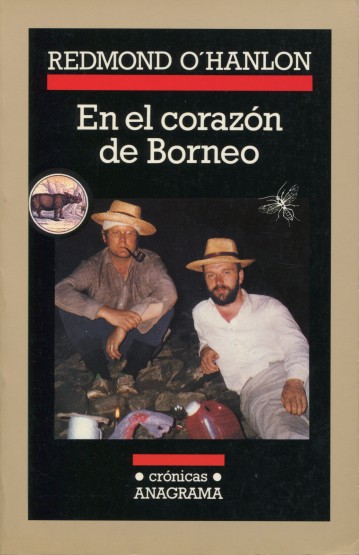 REDMOND O'HANLON
En el corazón
de Borneo
• crónicas •
ANAGRAMA